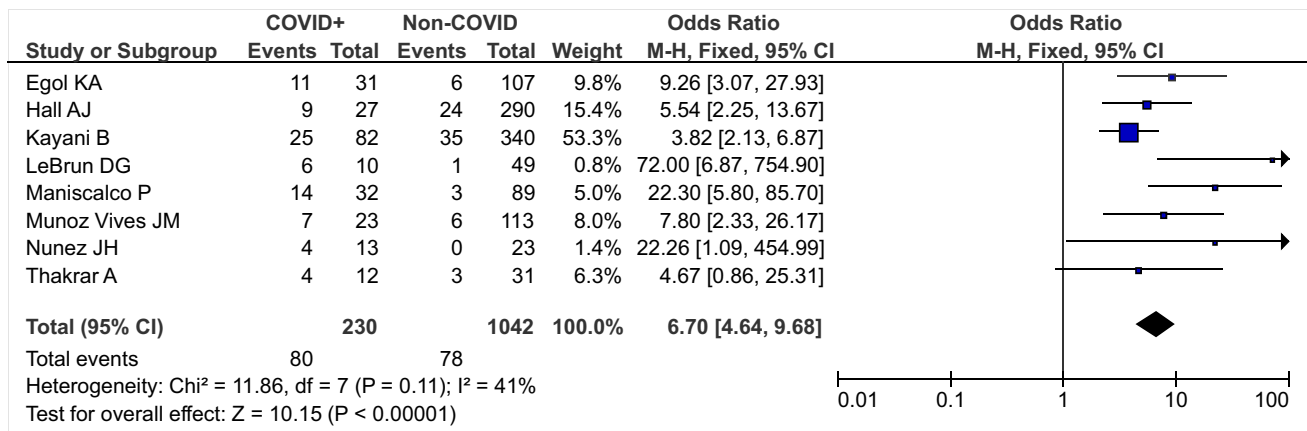 COVID+ Non-COVID Odds Ratio Odds Ratio
Study or Subgroup Events Total Events Total Weight M-H, Fixed, 95% CI M-H, Fixed, 95% CI
Egol KA 11 31 6 107 9.8% 9.26 [3.07, 27.93]
Hall AJ 9 27 24 290 15.4% 5.54 [2.25, 13.67]
Kayani B 25 82 35 340 53.3% 3.82 [2.13, 6.87]
LeBrun DG 6 10 1 49 0.8% 72.00 [6.87, 754.90]
Maniscalco P 14 32 3 89 5.0% 22.30 [5.80, 85.70]
Munoz Vives JM 7 23 6 113 8.0% 7.80 [2.33, 26.17]
Nunez JH 4 13 0 23 1.4% 22.26 [1.09, 454.99]
Thakrar A 4 12 3 31 6.3% 4.67 [0.86, 25.31]
Total (95% CI) 230 1042 100.0% 6.70 [4.64, 9.68]
Total events 80 78
Heterogeneity: Chi² = 11.86, df = 7 (P = 0.11); I² = 41%
Test for overall effect: Z = 10.15 (P < 0.00001)
0.01 0.1 1 10 100